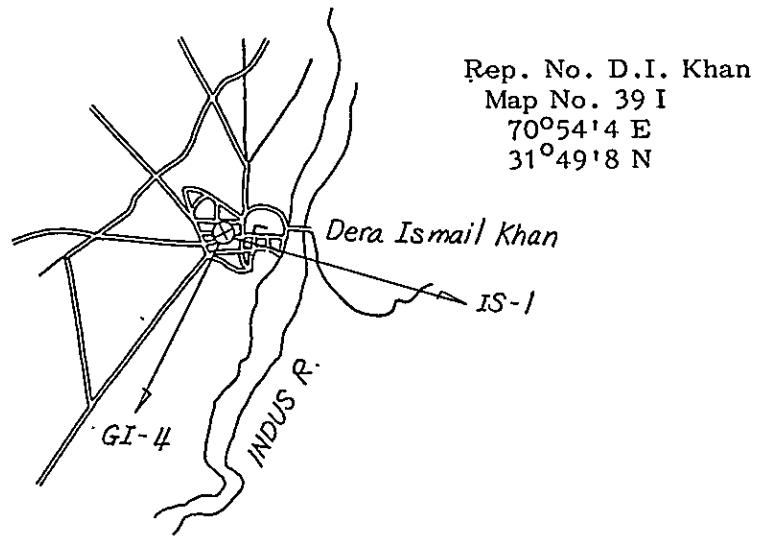 Rep. No. D.I. Khan
Map No. 39 I
70°54'4 E
31°49'8 N
Dera Ismail Khan
IS-1
INDUS R.
GI-4